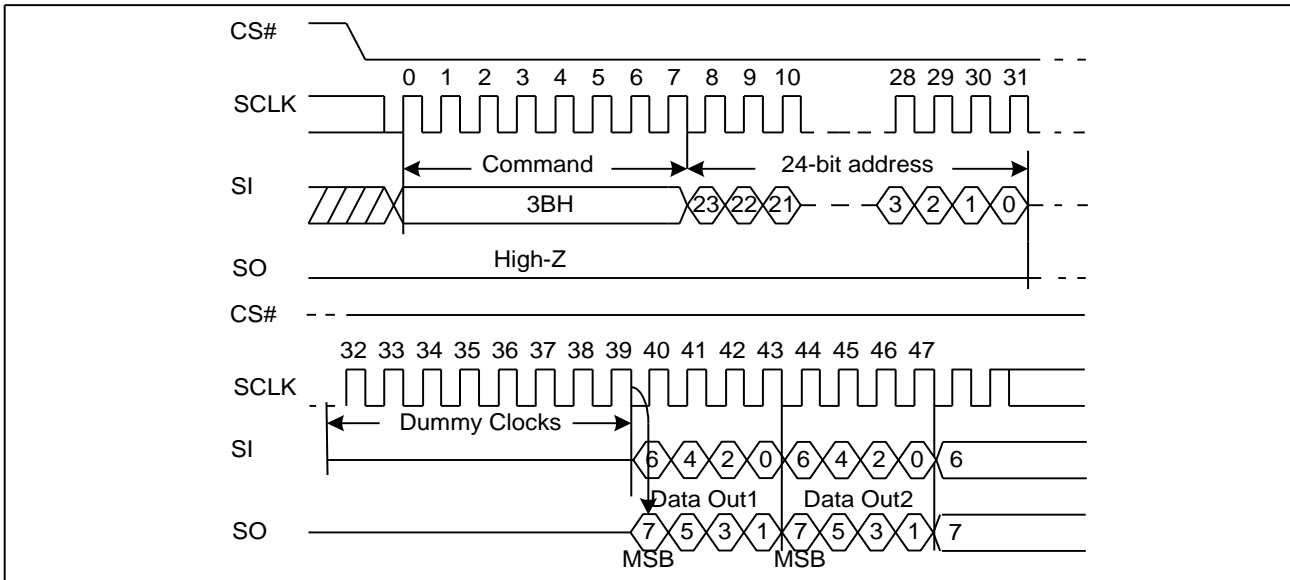 CS#
0 1 2 3 4 5 6 7 8 9 10 28 29 30 31
SCLK
Command 24-bit address
SI
3BH 23 22 21 3 2 1 0
High-Z
SO
CS#
32 33 34 35 36 37 38 39 40 41 42 43 44 45 46 47
SCLK
Dummy Clocks
SI
6 4 2 0 6 4 2 0 6
Data Out1 Data Out2
SO
7 5 3 1 7 5 3 1 7
MSB MSB